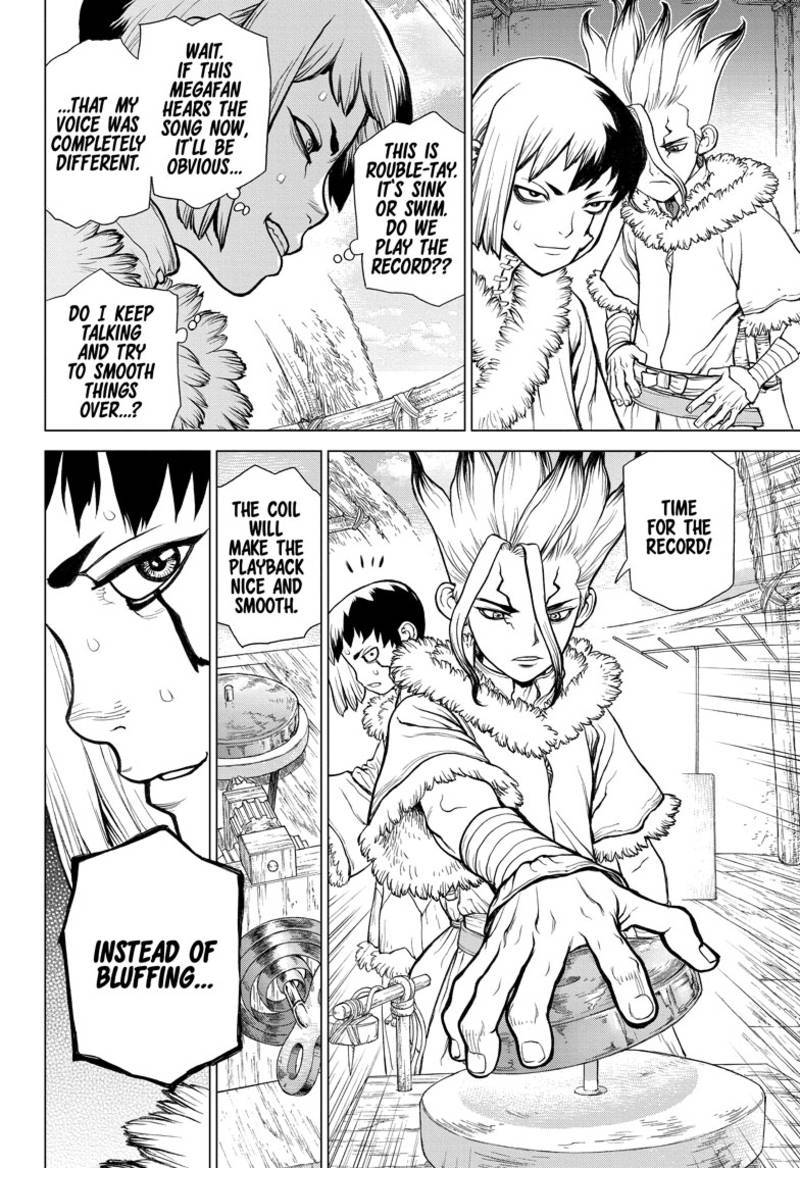 THIS IS
ROUBLE-TAY.
IT'S SINK
OR SWIM.
DO WE
PLAY THE
RECORD??
WAIT.
IF THIS
MEGAFAN
HEARS THE
SONG NOW,
IT'LL BE
OBVIOUS...
...THAT MY
VOICE WAS
COMPLETELY
DIFFERENT.
DO I KEEP
TALKING
AND TRY
TO SMOOTH
THINGS
OVER...?
TIME
FOR THE
RECORD!
THE COIL
WILL
MAKE THE
PLAYBACK
NICE AND
SMOOTH.
INSTEAD OF
BLUFFING...